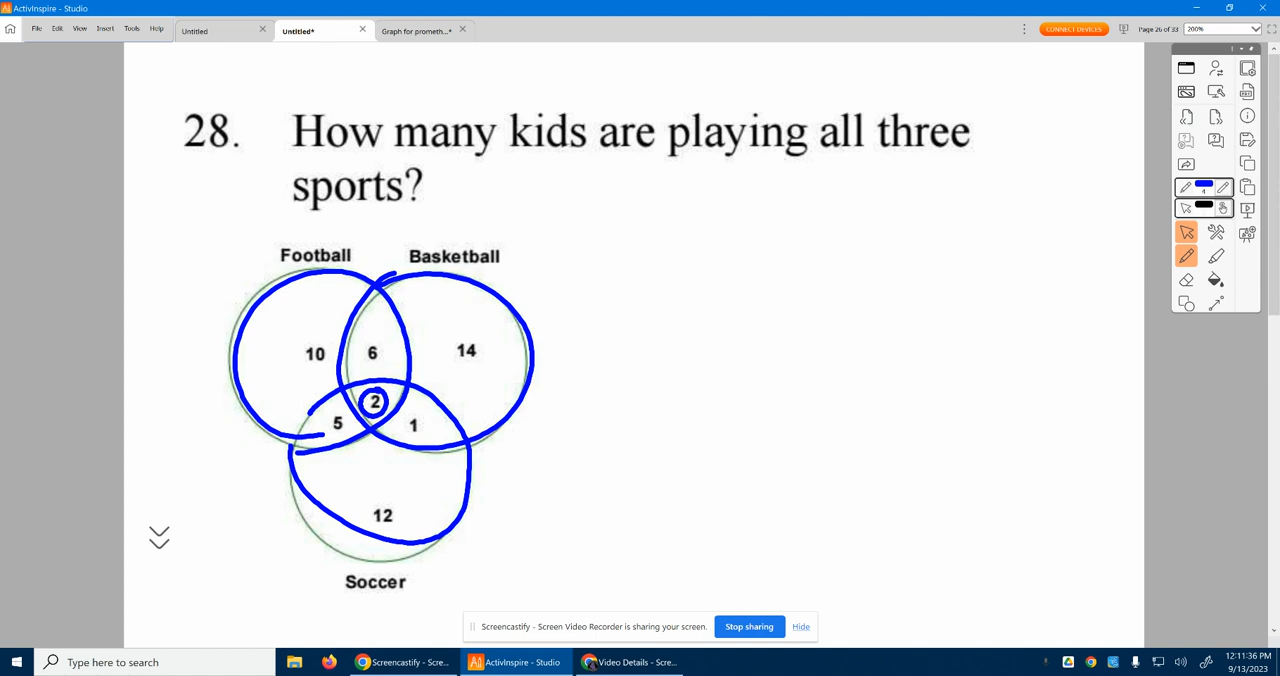 ActivInspire - Studio
File Edit View Insert Tools Help
Untitled
Untitled*
Graph for prometh...*
CONNECT DEVICES
Page 26 of 33
200%
28. How many kids are playing all three
sports?
Football Basketball
10 6 14
2
5 1
12
Soccer
Screencastify - Screen Video Recorder is sharing your screen.
Stop sharing
Hide
Type here to search
Screencastify - Scre...
ActivInspire - Studio
Video Details - Scre...
12:11:36 PM
9/13/2023